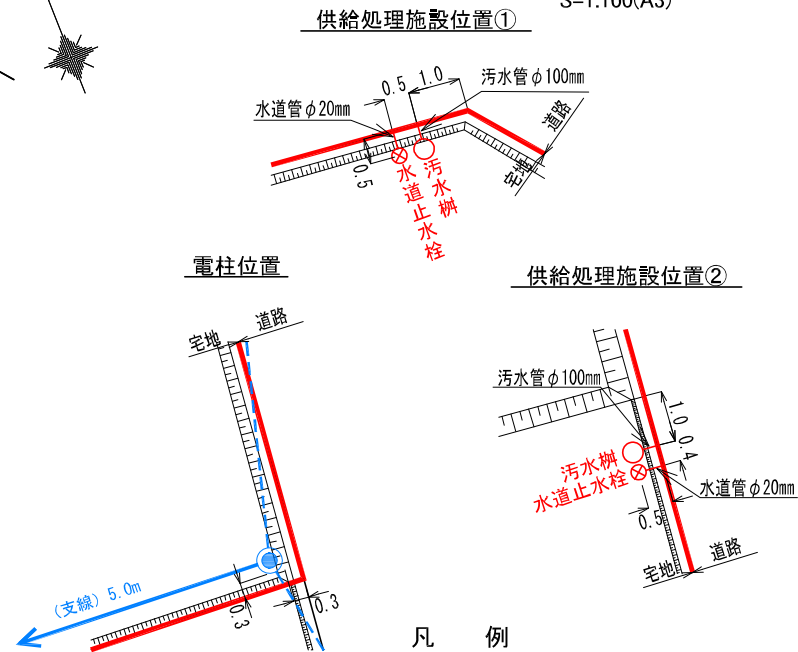 S=1:100(A3)
供給処理施設位置①
水道管φ20mm
0.5
1.0
汚水管φ100mm
道路
宅地
0.5
水道止水栓
汚水桝
電柱位置
宅地
道路
(支線) 5.0m
0.3
0.3
供給処理施設位置②
汚水管φ100mm
1.0
0.4
汚水桝
水道止水栓
水道管φ20mm
0.5
宅地
道路
凡 例